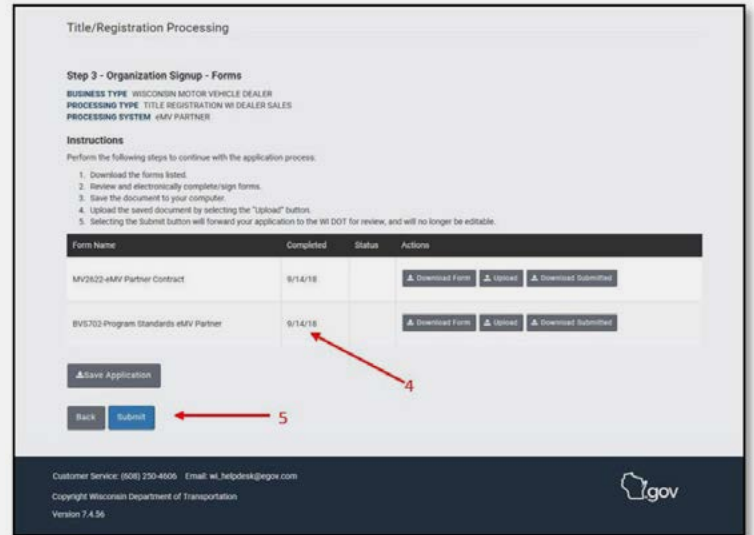 Title/Registration Processing
Step 3 - Organization Signup - Forms
BUSINESS TYPE WISCONSIN MOTOR VEHICLE DEALER
PROCESSING TYPE TITLE REGISTRATION WI DEALER SALES
PROCESSING SYSTEM eMV PARTNER
Instructions
Perform the following steps to continue with the application process.
1. Download the forms listed.
2. Review and electronically complete/sign forms.
3. Save the document to your computer.
4. Upload the saved document by selecting the "Upload" button.
5. Selecting the Submit button will forward your application to the WI DOT for review, and will no longer be editable.
Form Name Completed Status Actions
MV2622-eMV Partner Contract 9/14/18 Download Form Upload Download Submitted
BVS702-Program Standards eMV Partner 9/14/18 Download Form Upload Download Submitted
4
Save Application
Back Submit 5
Customer Service: (608) 250-4606 Email: wi_helpdesk@egov.com
Copyright Wisconsin Department of Transportation
Version 7.4.56
.gov